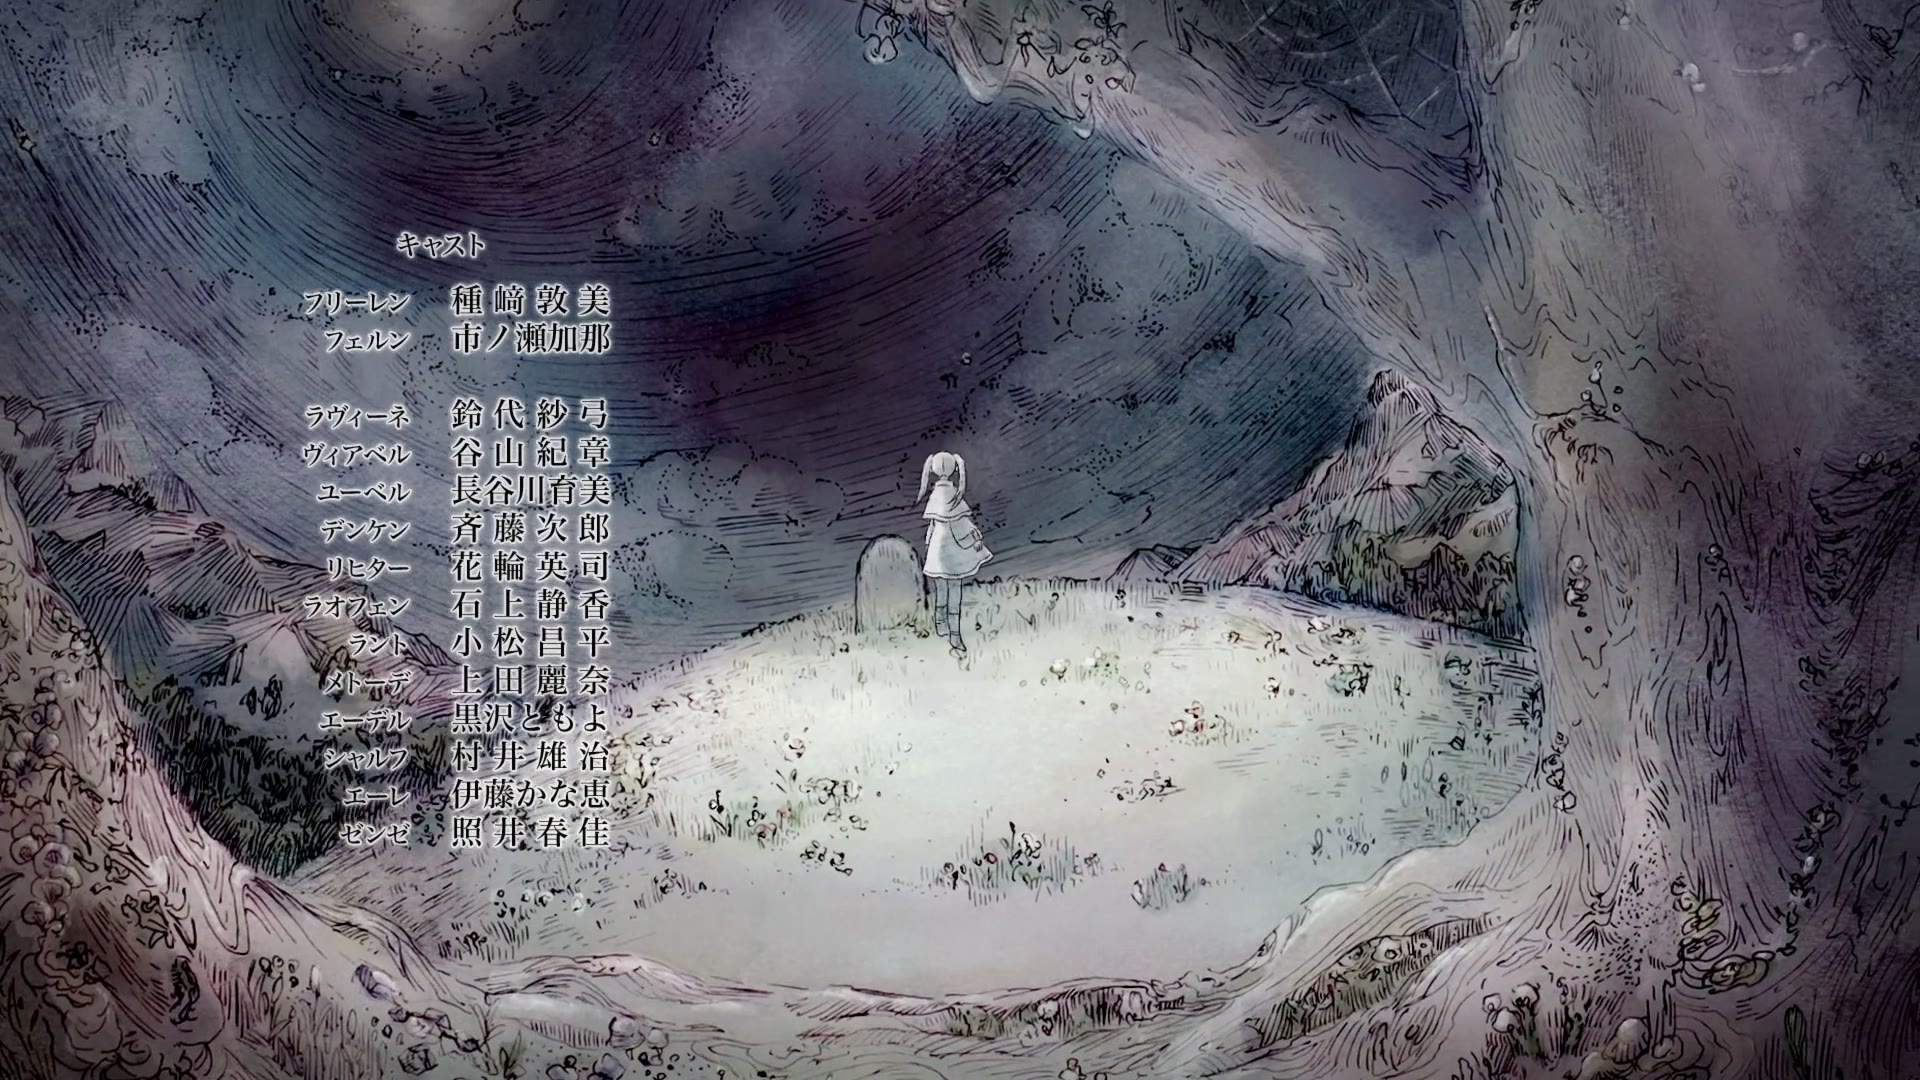 キャスト
フリーレン 種﨑敦美
フェルン 市ノ瀬加那
ラヴィーネ 鈴代紗弓
ヴィアベル 谷山紀章
ユーベル 長谷川育美
デンケン 斉藤次郎
リヒター 花輪英司
ラオフェン 石上静香
ラント 小松昌平
メトーデ 上田麗奈
エーデル 黒沢ともよ
シャルフ 村井雄治
エーレ 伊藤かな恵
ゼンゼ 照井春佳